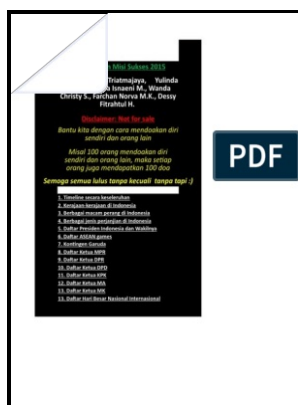 Misi Sukses 2015
Triatmajaya, Yulinda
Isnaeni M., Wanda
Christy S., Farchan Norva M.K., Dessy
Fitrahtul H.
Disclaimer: Not for sale
Bantu kita dengan cara mendoakan diri
sendiri dan orang lain
Misal 100 orang mendoakan diri
sendiri dan orang lain, maka setiap
orang juga mendapatkan 100 doa
Semoga semua lulus tanpa kecuali tanpa tapi :)
1. Timeline secara keseluruhan
2. Kerajaan-kerajaan di Indonesia
3. Berbagai macam perang di Indonesia
4. Berbagai jenis perjanjian di Indonesia
5. Daftar Presiden Indonesia dan Wakilnya
6. Daftar ASEAN games
7. Kontingen Garuda
8. Daftar Ketua MPR
9. Daftar Ketua DPR
10. Daftar Ketua DPD
11. Daftar Ketua KPK
12. Daftar Ketua MA
13. Daftar Ketua MK
13. Daftar Hari Besar Nasional Internasional
PDF